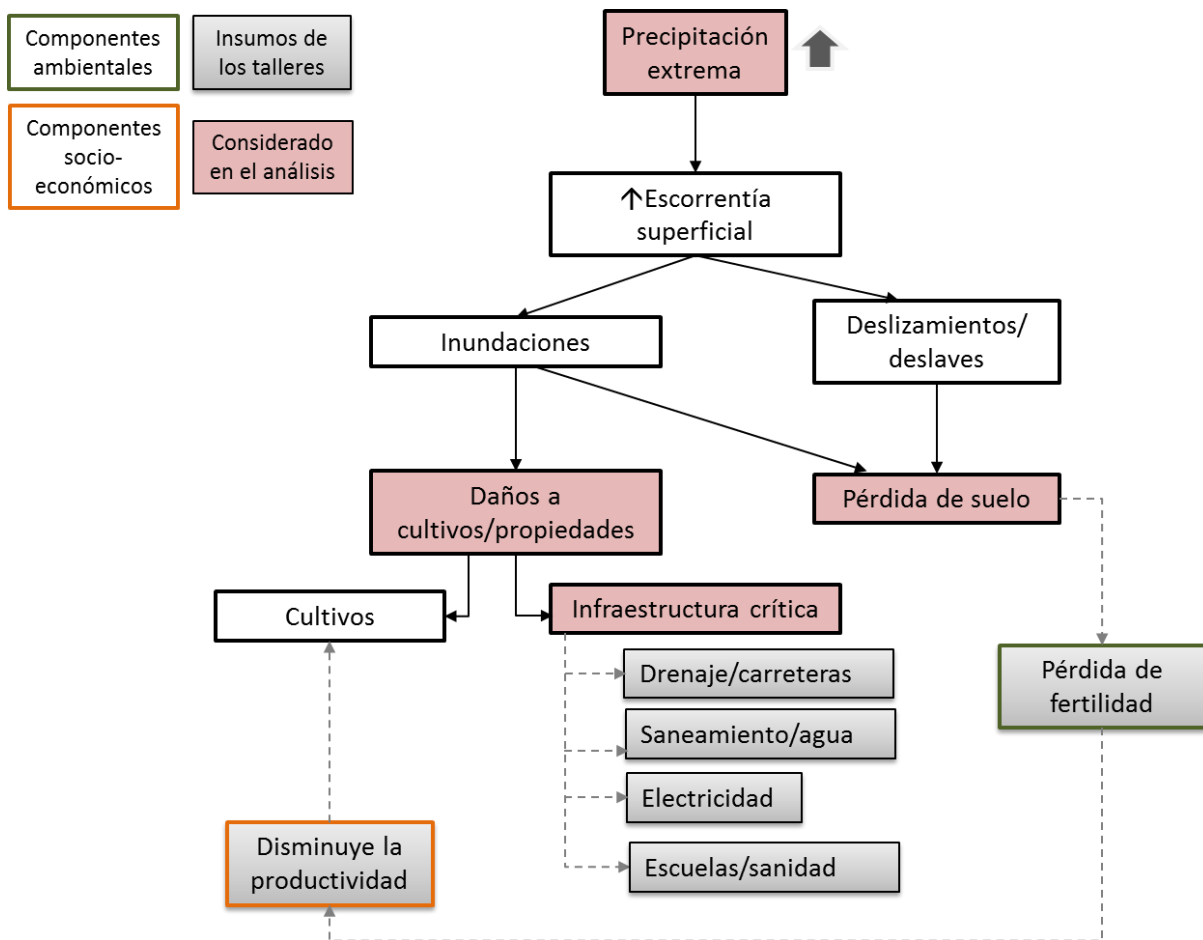 Componentes
ambientales
Insumos de
los talleres
Componentes
socio-
económicos
Considerado
en el análisis
Precipitación
extrema
↑Escorrentía
superficial
Inundaciones
Deslizamientos/
deslaves
Daños a
cultivos/propiedades
Pérdida de suelo
Cultivos
Infraestructura crítica
Drenaje/carreteras
Saneamiento/agua
Electricidad
Escuelas/sanidad
Pérdida de
fertilidad
Disminuye la
productividad